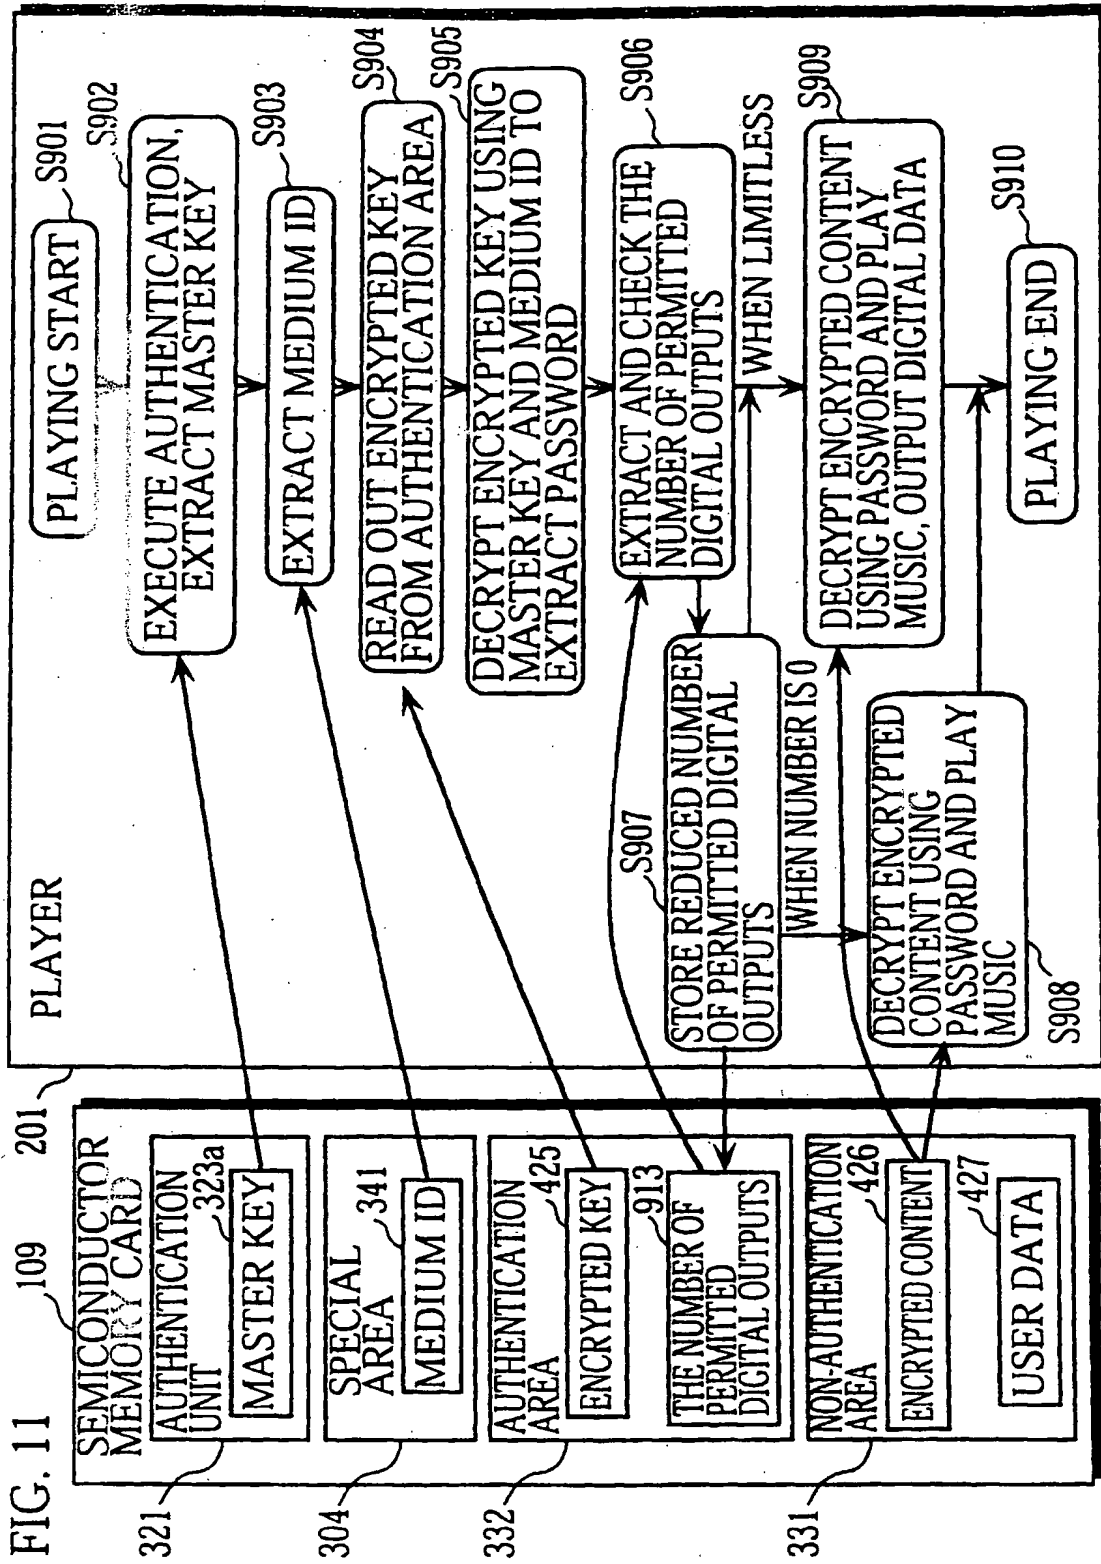 FIG. 11
109
SEMICONDUCTOR
MEMORY CARD
321
AUTHENTICATION
UNIT
323a
MASTER KEY
304
SPECIAL
AREA
341
MEDIUM ID
332
AUTHENTICATION
AREA
425
ENCRYPTED KEY
913
THE NUMBER OF
PERMITTED
DIGITAL OUTPUTS
331
NON-AUTHENTICATION
AREA
426
ENCRYPTED CONTENT
427
USER DATA
201
PLAYER
PLAYING START
S901
S902
EXECUTE AUTHENTICATION,
EXTRACT MASTER KEY
S903
EXTRACT MEDIUM ID
S904
READ OUT ENCRYPTED KEY
FROM AUTHENTICATION AREA
S905
DECRYPT ENCRYPTED KEY USING
MASTER KEY AND MEDIUM ID TO
EXTRACT PASSWORD
S906
EXTRACT AND CHECK THE
NUMBER OF PERMITTED
DIGITAL OUTPUTS
S907
STORE REDUCED NUMBER
OF PERMITTED DIGITAL
OUTPUTS
WHEN LIMITLESS
WHEN NUMBER IS 0
S909
DECRYPT ENCRYPTED CONTENT
USING PASSWORD AND PLAY
MUSIC, OUTPUT DIGITAL DATA
DECRYPT ENCRYPTED
CONTENT USING
PASSWORD AND PLAY
MUSIC
S908
S910
PLAYING END